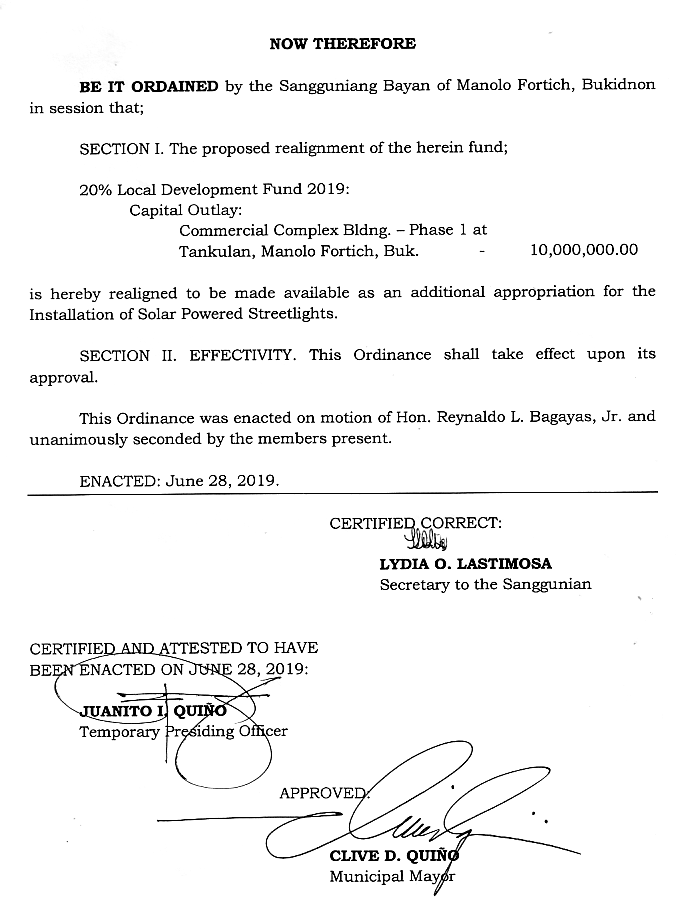 NOW THEREFORE
BE IT ORDAINED by the Sangguniang Bayan of Manolo Fortich, Bukidnon
in session that;
SECTION I. The proposed realignment of the herein fund;
20% Local Development Fund 2019:
Capital Outlay:
Commercial Complex Bldng. – Phase 1 at
Tankulan, Manolo Fortich, Buk. - 10,000,000.00
is hereby realigned to be made available as an additional appropriation for the
Installation of Solar Powered Streetlights.
SECTION II. EFFECTIVITY. This Ordinance shall take effect upon its
approval.
This Ordinance was enacted on motion of Hon. Reynaldo L. Bagayas, Jr. and
unanimously seconded by the members present.
ENACTED: June 28, 2019.
CERTIFIED CORRECT:
LYDIA O. LASTIMOSA
Secretary to the Sanggunian
CERTIFIED AND ATTESTED TO HAVE
BEEN ENACTED ON JUNE 28, 2019:
JUANITO I. QUIÑO
Temporary Presiding Officer
APPROVED:
CLIVE D. QUIÑO
Municipal Mayor